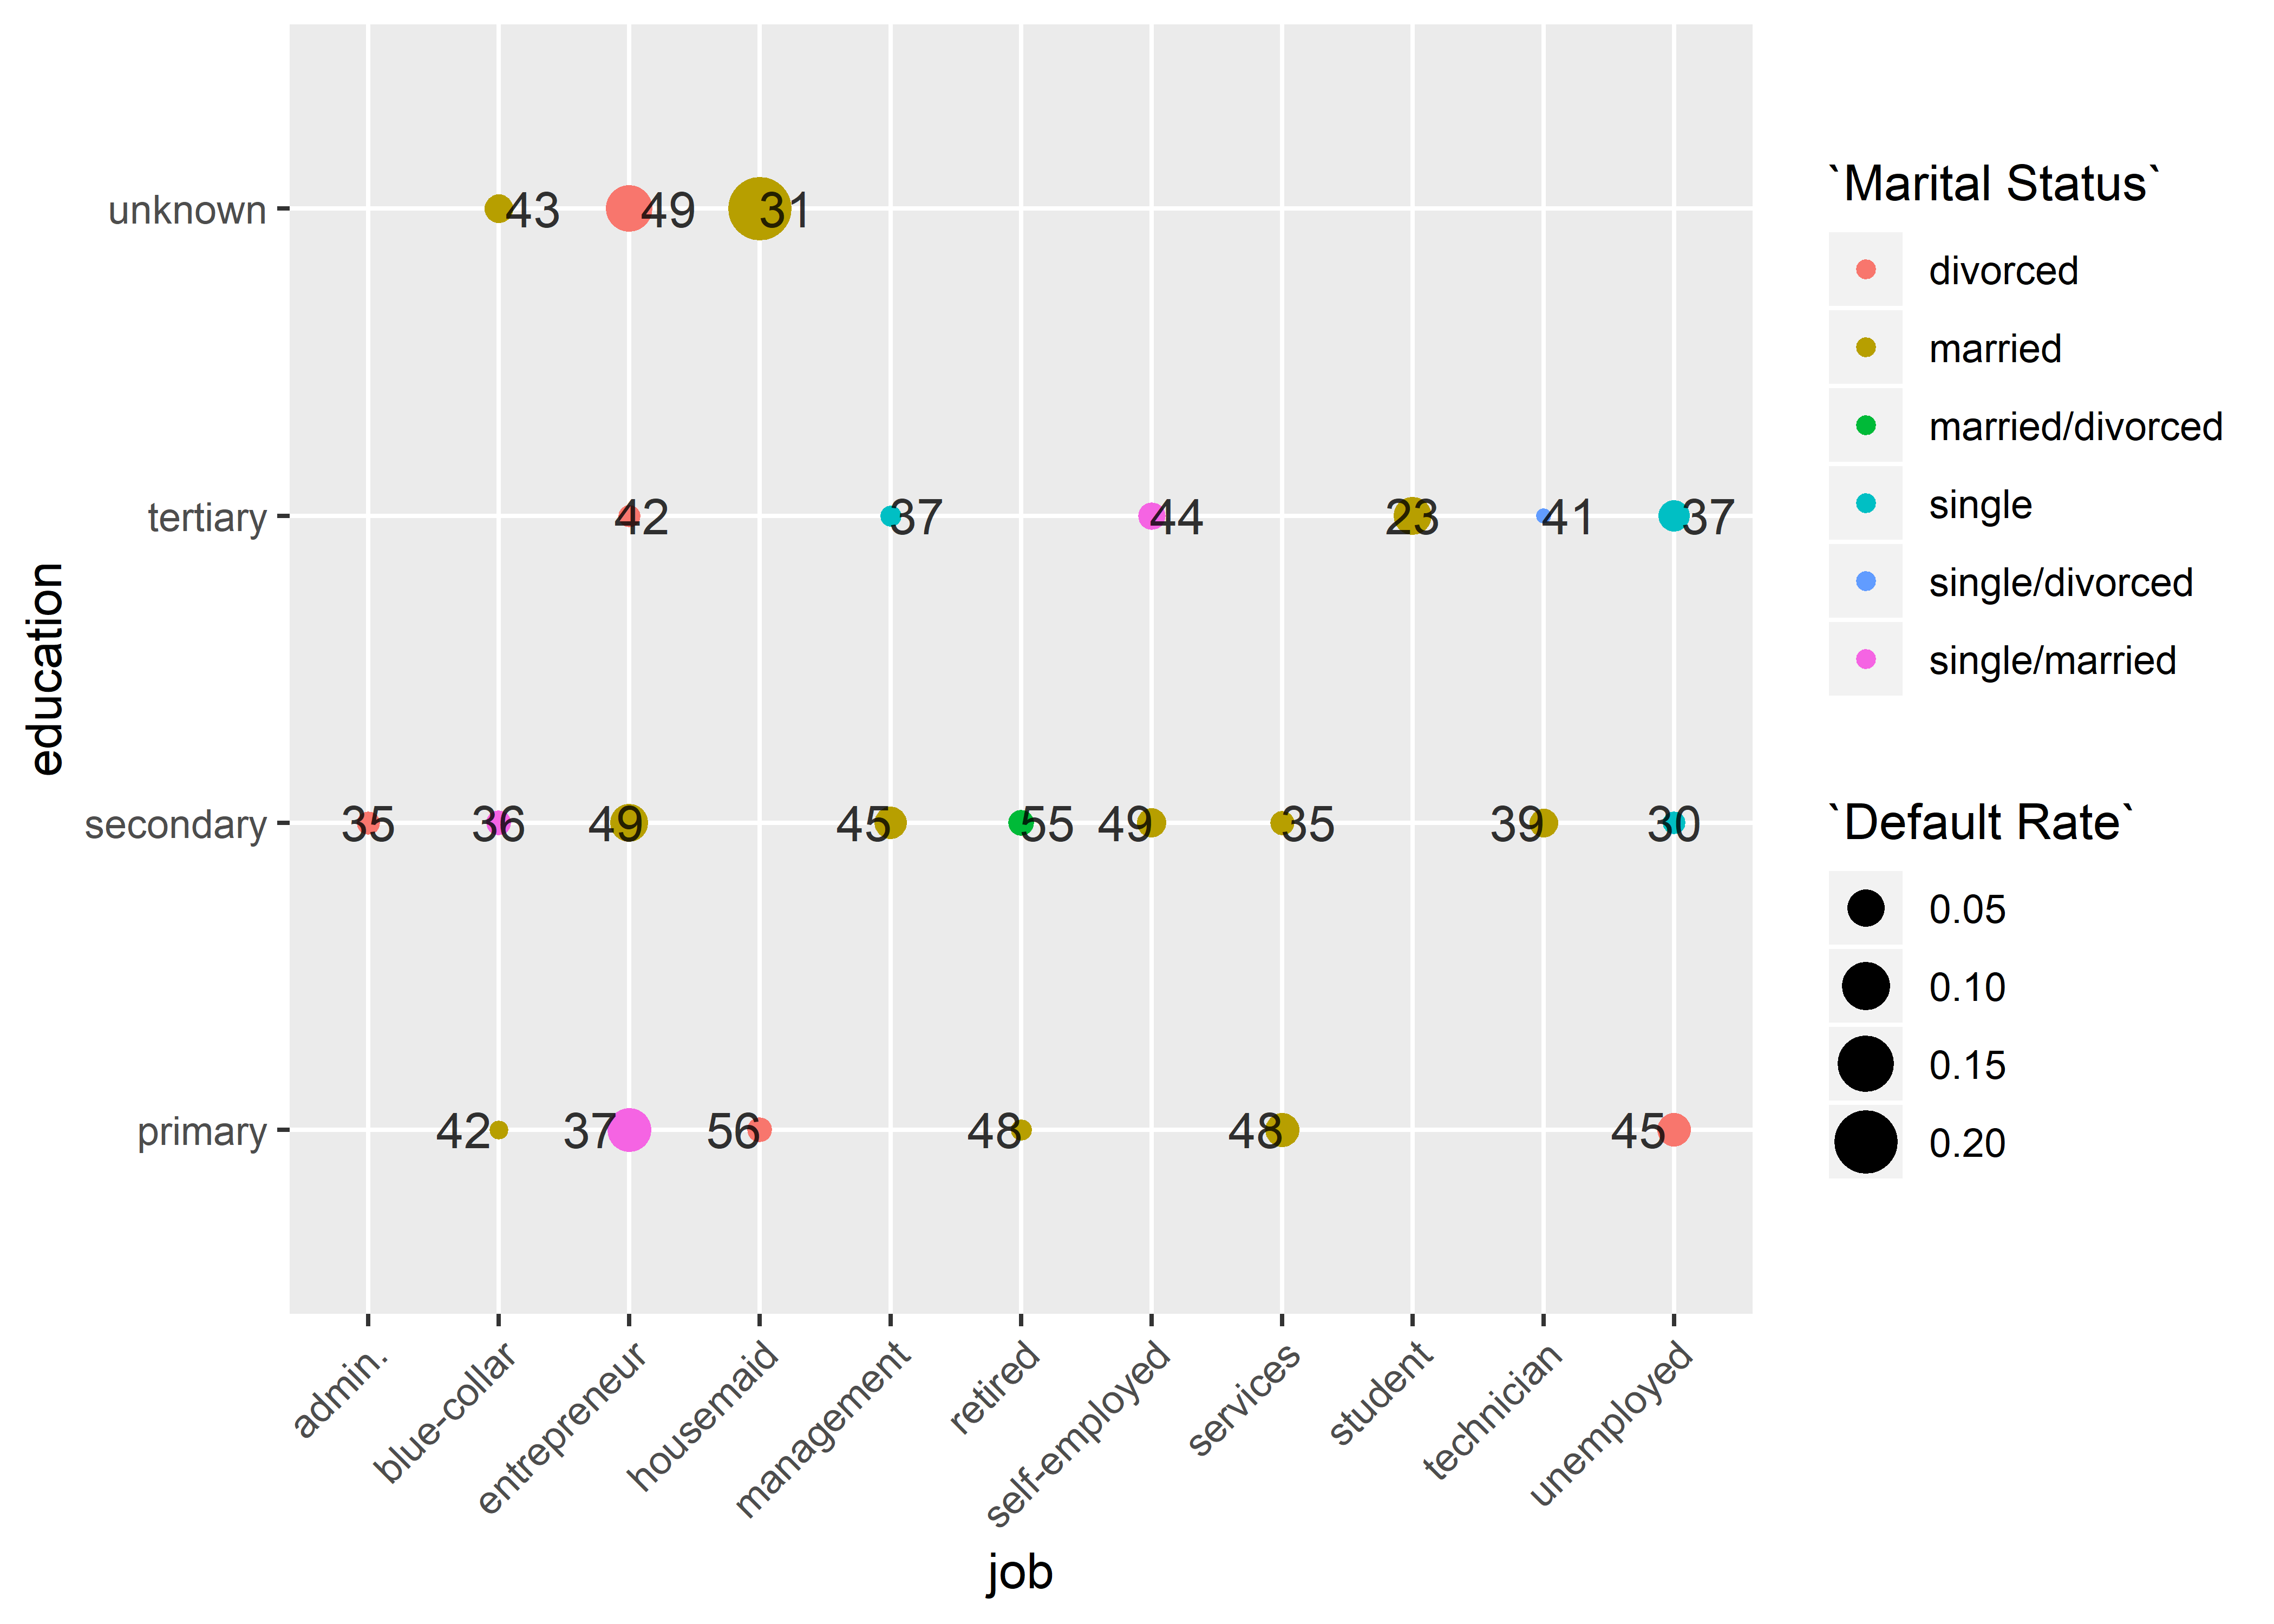 unknown
43 49 31
tertiary
42 37 44 23 41 37
secondary
35 36 49 45 55 49 35 39 30
primary
42 37 56 48 48 45
education
admin.
blue-collar
entrepreneur
housemaid
management
retired
self-employed
services
student
technician
unemployed
job
`Marital Status`
divorced
married
married/divorced
single
single/divorced
single/married
`Default Rate`
0.05
0.10
0.15
0.20